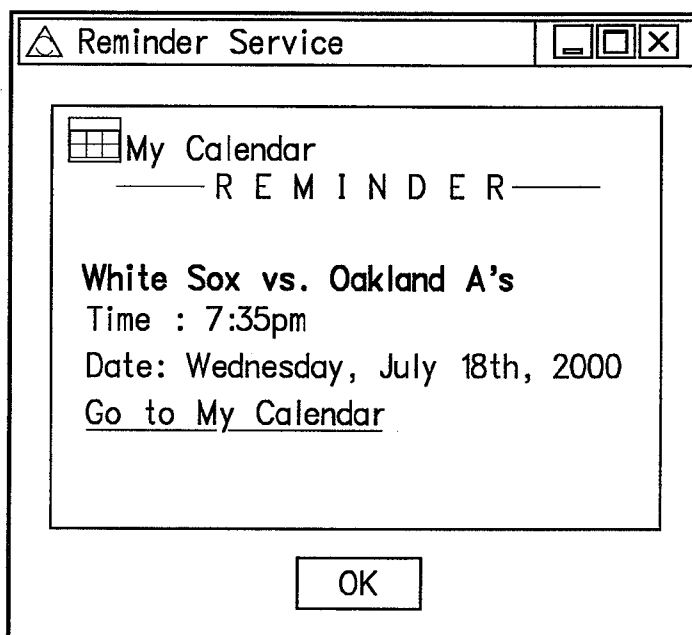 Reminder Service
My Calendar
REMINDER
White Sox vs. Oakland A's
Time : 7:35pm
Date: Wednesday, July 18th, 2000
Go to My Calendar
OK